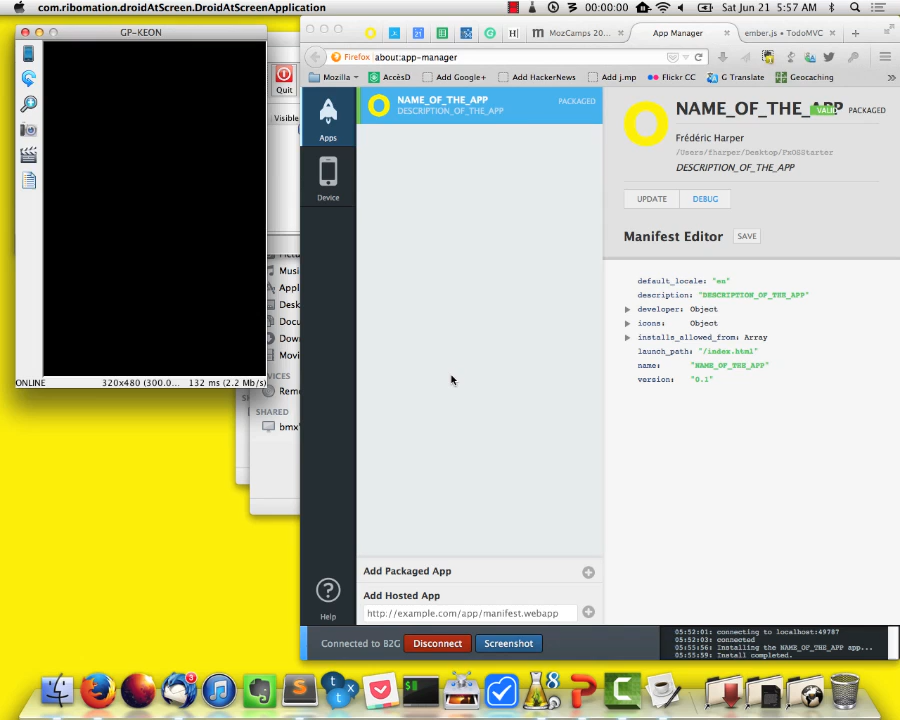 com.ribomation.droidAtScreen.DroidAtScreenApplication
00:00:00
Sat Jun 21 5:57 AM
GP-KEON
Quit
Visible
MozCamps 20...
App Manager
ember.js • TodoMVC
Firefox
about:app-manager
Mozilla
AccèsD
Add Google+
Add HackerNews
Add j.mp
Flickr CC
G Translate
Geocaching
Apps
Device
Help
NAME_OF_THE_APP
PACKAGED
DESCRIPTION_OF_THE_APP
NAME_OF_THE_APP
VALID
PACKAGED
Frédéric Harper
/Users/fharper/Desktop/FxOSStarter
DESCRIPTION_OF_THE_APP
UPDATE
DEBUG
Manifest Editor
SAVE
default_locale: "en"
description: "DESCRIPTION_OF_THE_APP"
developer: Object
icons: Object
installs_allowed_from: Array
launch_path: "/index.html"
name: "NAME_OF_THE_APP"
version: "0.1"
Musi
Appl
Desk
Docu
Dow
Movi
VICES
Rem
SHARED
bmx'
ONLINE
320x480 (300.0...
132 ms (2.2 Mb/s)
Add Packaged App
Add Hosted App
http://example.com/app/manifest.webapp
Connected to B2G
Disconnect
Screenshot
05:52:01: connecting to localhost:49787
05:52:03: connected
05:55:56: Installing the NAME_OF_THE_APP app...
05:55:59: Install completed.